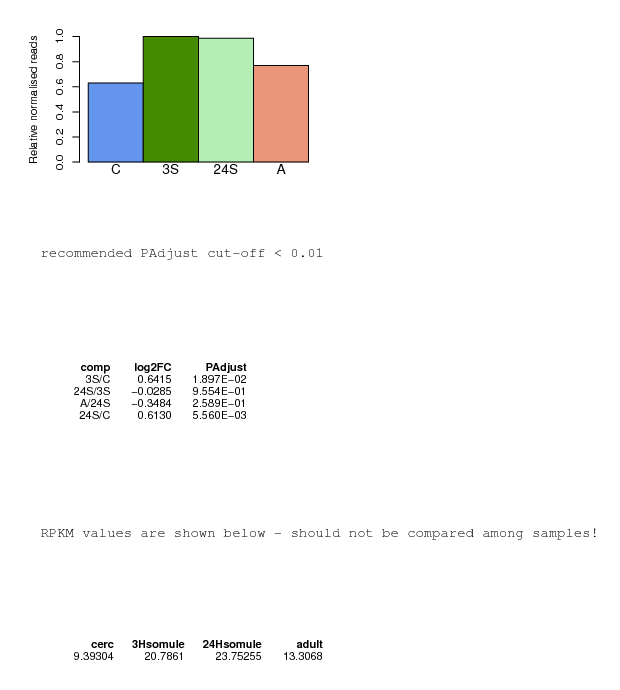 Relative normalised reads
1.0
0.8
0.6
0.4
0.2
0.0
C 3S 24S A
recommended PAdjust cut-off < 0.01
comp log2FC PAdjust
3S/C 0.6415 1.897E-02
24S/3S -0.0285 9.554E-01
A/24S -0.3484 2.589E-01
24S/C 0.6130 5.560E-03
RPKM values are shown below - should not be compared among samples!
cerc 3Hsomule 24Hsomule adult
9.39304 20.7861 23.75255 13.3068